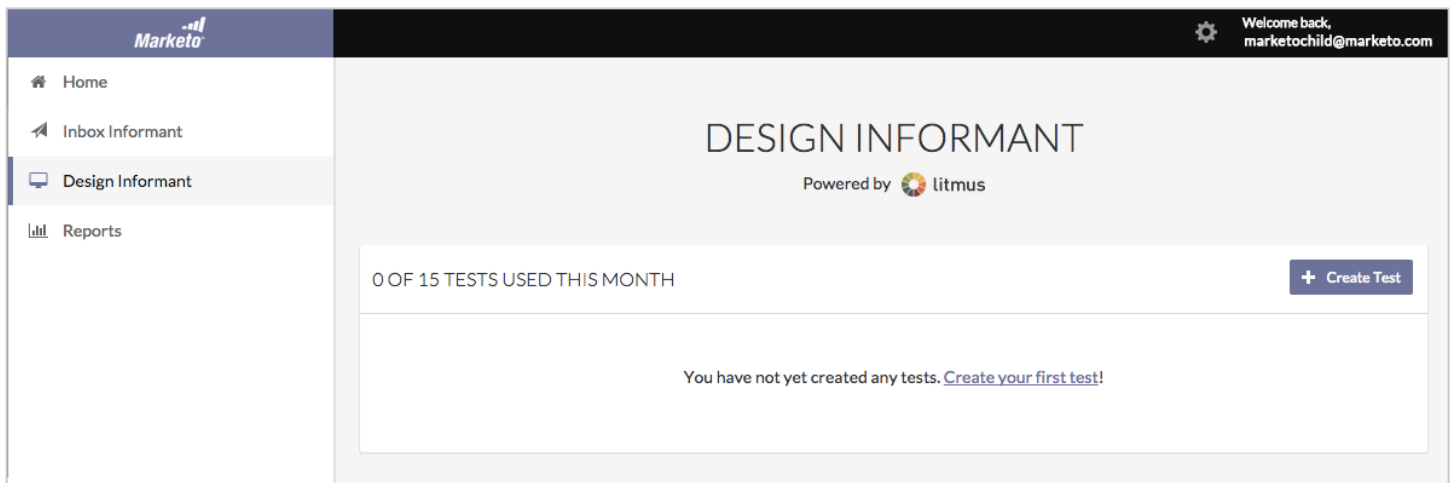 Marketo
Welcome back,
marketochild@marketo.com
Home
Inbox Informant
Design Informant
Reports
DESIGN INFORMANT
Powered by litmus
0 OF 15 TESTS USED THIS MONTH
+ Create Test
You have not yet created any tests. Create your first test!